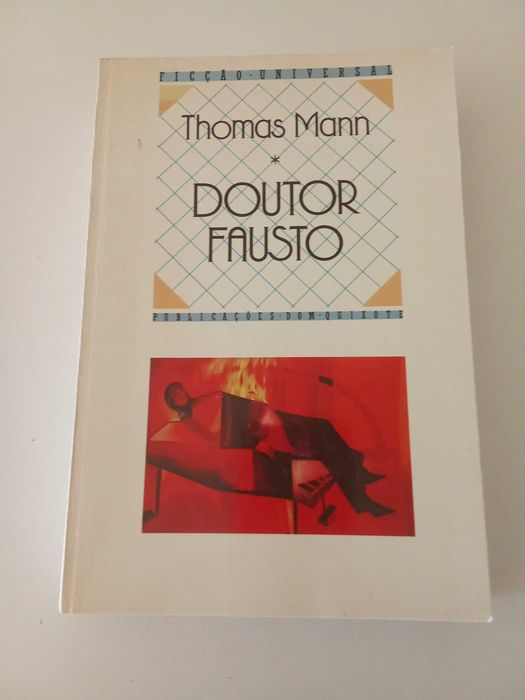 FICÇÃO·UNIVERSAL
Thomas Mann
*
DOUTOR
FAUSTO
PUBLICAÇÕES·DOM·QUIXOTE